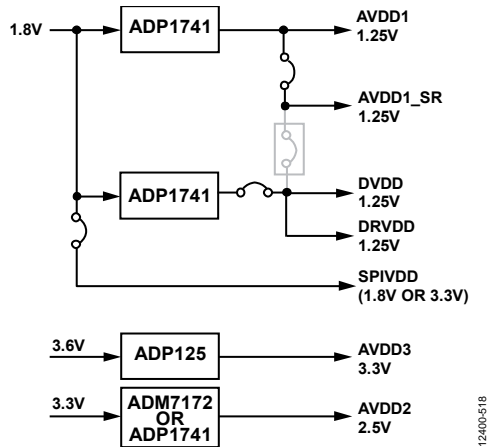 1.8V
ADP1741
AVDD1
1.25V
AVDD1_SR
1.25V
ADP1741
DVDD
1.25V
DRVDD
1.25V
SPIVDD
(1.8V OR 3.3V)
3.6V
ADP125
AVDD3
3.3V
3.3V
ADM7172
OR
ADP1741
AVDD2
2.5V
12400-518